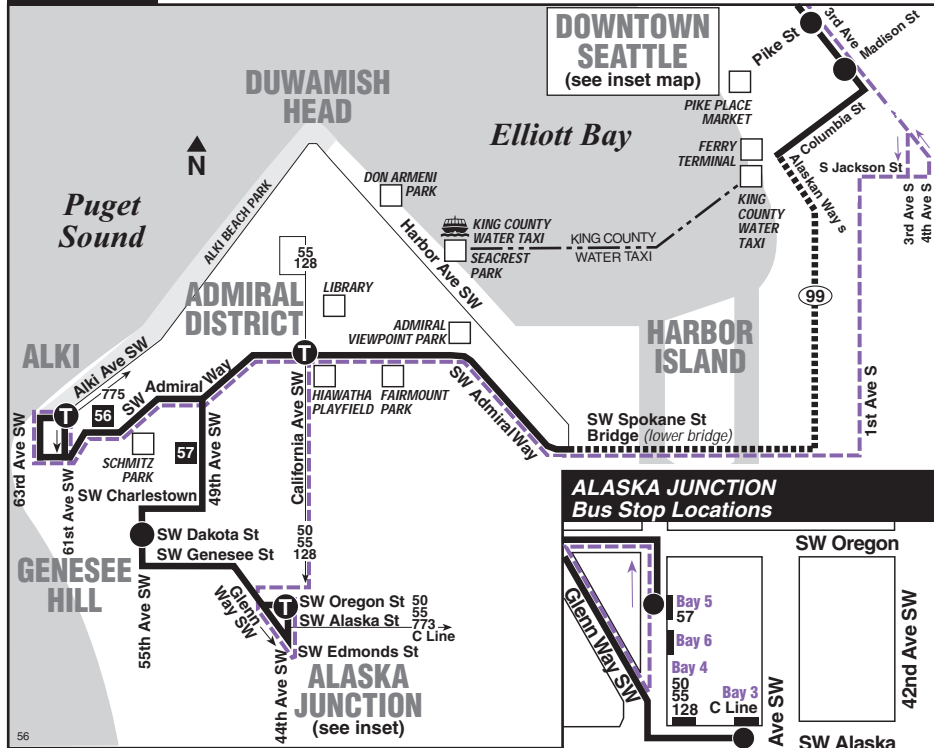 DOWNTOWN
SEATTLE
(see inset map)
Pike St
3rd Ave
Madison St
DUWAMISH
HEAD
PIKE PLACE
MARKET
Elliott Bay
Columbia St
N
FERRY
TERMINAL
Alaskan Way s
S Jackson St
DON ARMENI
PARK
Puget
Sound
ALKI BEACH PARK
KING
COUNTY
WATER
TAXI
3rd Ave S
4th Ave S
KING COUNTY
WATER TAXI
SEACREST
PARK
KING COUNTY
WATER TAXI
Harbor Ave SW
55
128
LIBRARY
99
ADMIRAL
DISTRICT
ADMIRAL
VIEWPOINT PARK
HARBOR
ISLAND
ALKI
Alki Ave SW
T
775
SW Admiral Way
HIAWATHA
PLAYFIELD
FAIRMOUNT
PARK
T
56
SW Admiral Way
1st Ave S
SW Spokane St
Bridge (lower bridge)
63rd Ave SW
SCHMITZ
PARK
57
49th Ave SW
California Ave SW
61st Ave SW
SW Charlestown
SW Dakota St
SW Genesee St
50
55
128
GENESEE
HILL
55th Ave SW
Glenn
Way SW
T
SW Oregon St 50
55
SW Alaska St 773
C Line
SW Edmonds St
44th Ave SW
ALASKA
JUNCTION
(see inset)
56
ALASKA JUNCTION
Bus Stop Locations
SW Oregon
Glenn Way SW
Bay 5
57
Bay 6
Bay 4
50
55
128
Bay 3
C Line
Ave SW
42nd Ave SW
SW Alaska